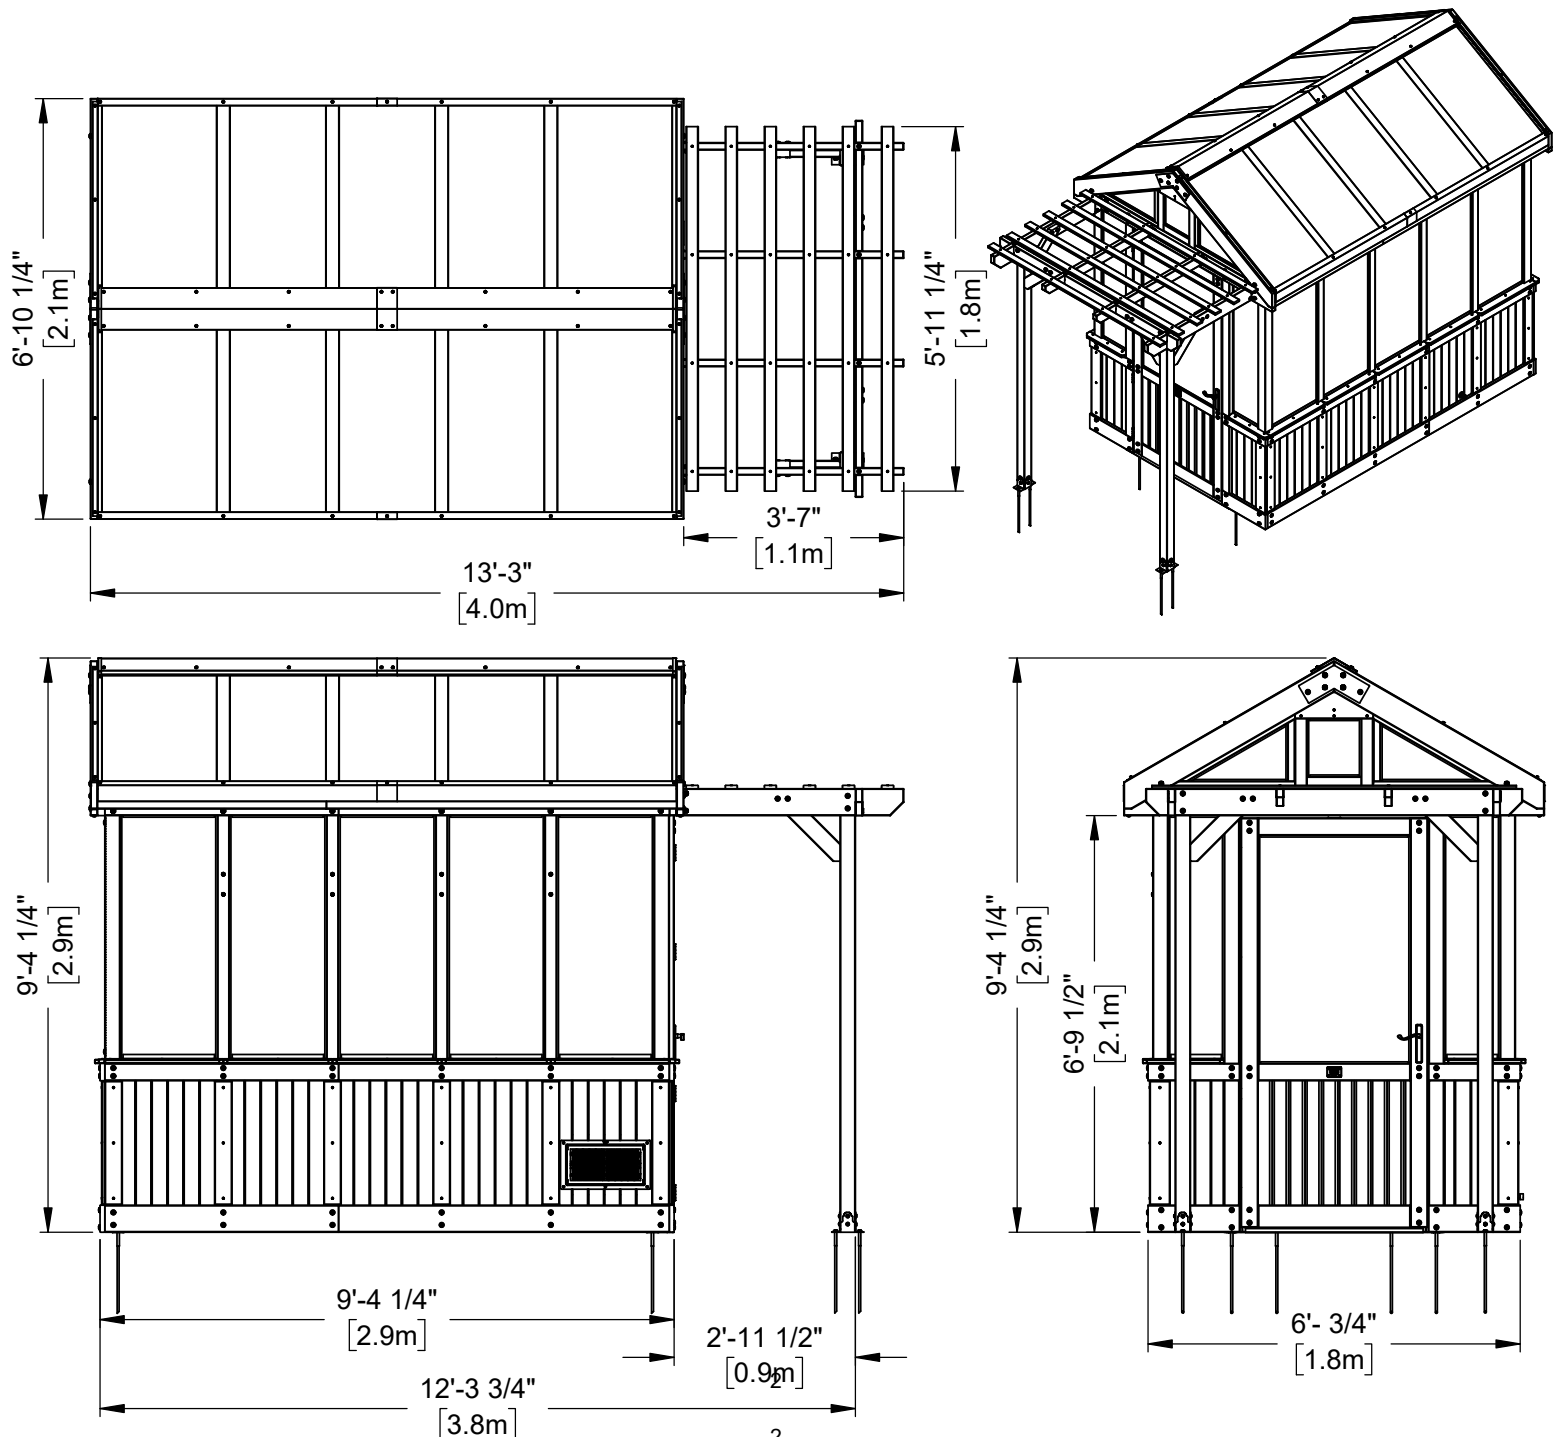 6'-10 1/4"
[2.1m]
5'-11 1/4"
[1.8m]
3'-7"
[1.1m]
13'-3"
[4.0m]
9'-4 1/4"
[2.9m]
9'-4 1/4"
[2.9m]
6'-9 1/2"
[2.1m]
9'-4 1/4"
[2.9m]
2'-11 1/2"
[0.9m]
2
12'-3 3/4"
[3.8m]
2
6'- 3/4"
[1.8m]